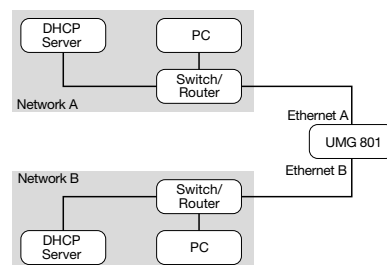 DHCP
Server
PC
Switch/
Router
Network A
Ethernet A
UMG 801
Ethernet B
Network B
Switch/
Router
DHCP
Server
PC